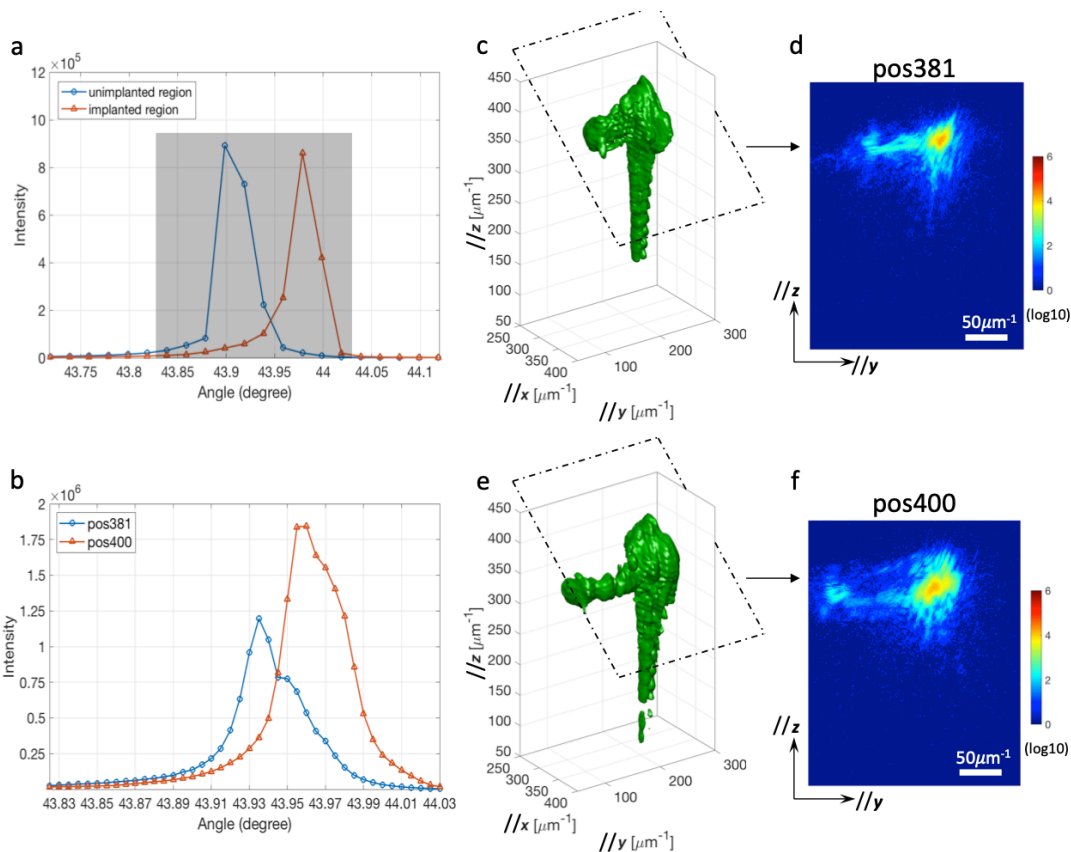 a
×10⁵
12
10
8
6
4
2
0
Intensity
unimplanted region
implanted region
43.75 43.8 43.85 43.9 43.95 44 44.05 44.1
Angle (degree)
c
450
400
350
300
250
200
150
100
50
//z [μm⁻¹]
250
300
350
400
//x [μm⁻¹]
100
200
300
//y [μm⁻¹]
d
pos381
6
4
2
0
(log10)
50μm⁻¹
//z
//y
b
×10⁶
2
1.75
1.5
1.25
1
0.75
0.5
0.25
Intensity
pos381
pos400
43.83 43.85 43.87 43.89 43.91 43.93 43.95 43.97 43.99 44.01 44.03
Angle (degree)
e
450
400
350
300
250
200
150
100
50
//z [μm⁻¹]
300
350
400
//x [μm⁻¹]
100
200
300
//y [μm⁻¹]
f
pos400
6
4
2
0
(log10)
50μm⁻¹
//z
//y